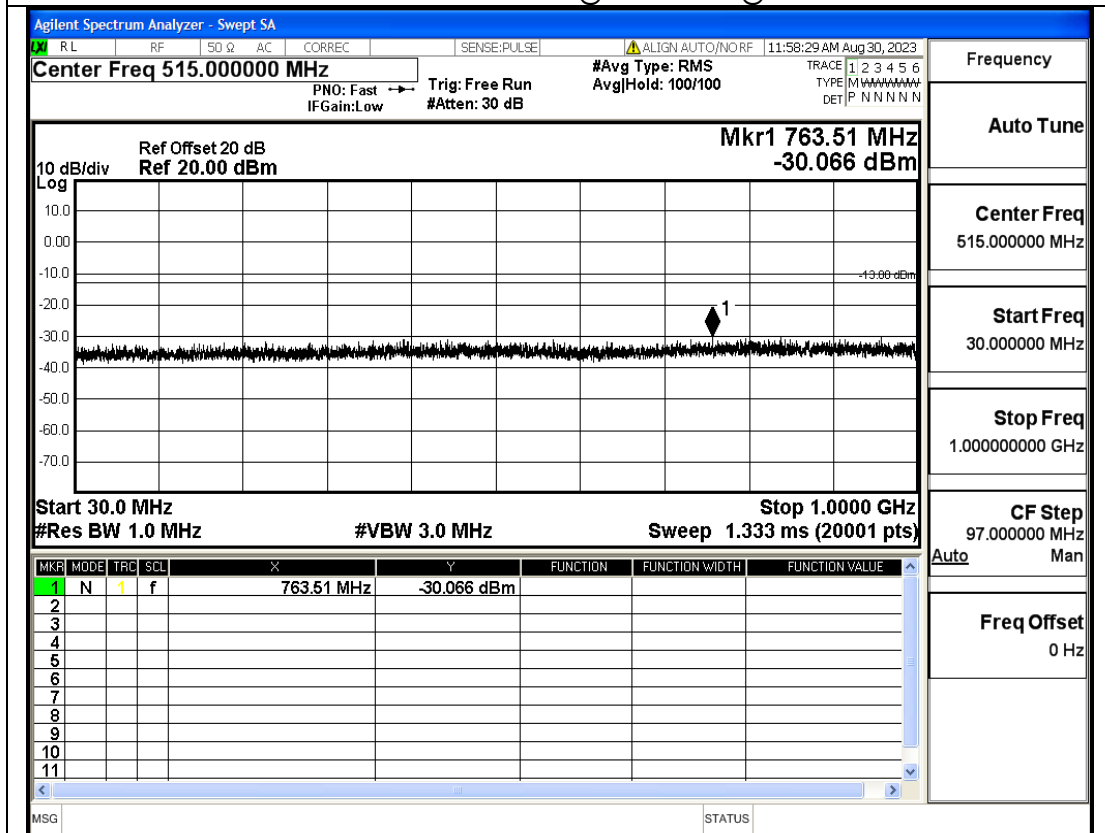 Agilent Spectrum Analyzer - Swept SA
LXI RL RF 50 Ω AC CORREC SENSE:PULSE ALIGN AUTO/NO RF 11:58:29 AM Aug 30, 2023
Center Freq 515.000000 MHz
#Avg Type: RMS
TRACE 1 2 3 4 5 6
PNO: Fast
Trig: Free Run
Avg|Hold: 100/100
TYPE M WWWWW
IFGain:Low
#Atten: 30 dB
DET P N N N N N
Mkr1 763.51 MHz
Ref Offset 20 dB
-30.066 dBm
10 dB/div Ref 20.00 dBm
Log
10.0
0.00
-10.0
-13.00 dBm
-20.0
1
-30.0
-40.0
-50.0
-60.0
-70.0
Start 30.0 MHz Stop 1.0000 GHz
#Res BW 1.0 MHz #VBW 3.0 MHz Sweep 1.333 ms (20001 pts)
MKR MODE TRC SCL X Y FUNCTION FUNCTION WIDTH FUNCTION VALUE
1 N 1 f 763.51 MHz -30.066 dBm
2
3
4
5
6
7
8
9
10
11
MSG STATUS
Frequency
Auto Tune
Center Freq
515.000000 MHz
Start Freq
30.000000 MHz
Stop Freq
1.000000000 GHz
CF Step
97.000000 MHz
Auto Man
Freq Offset
0 Hz